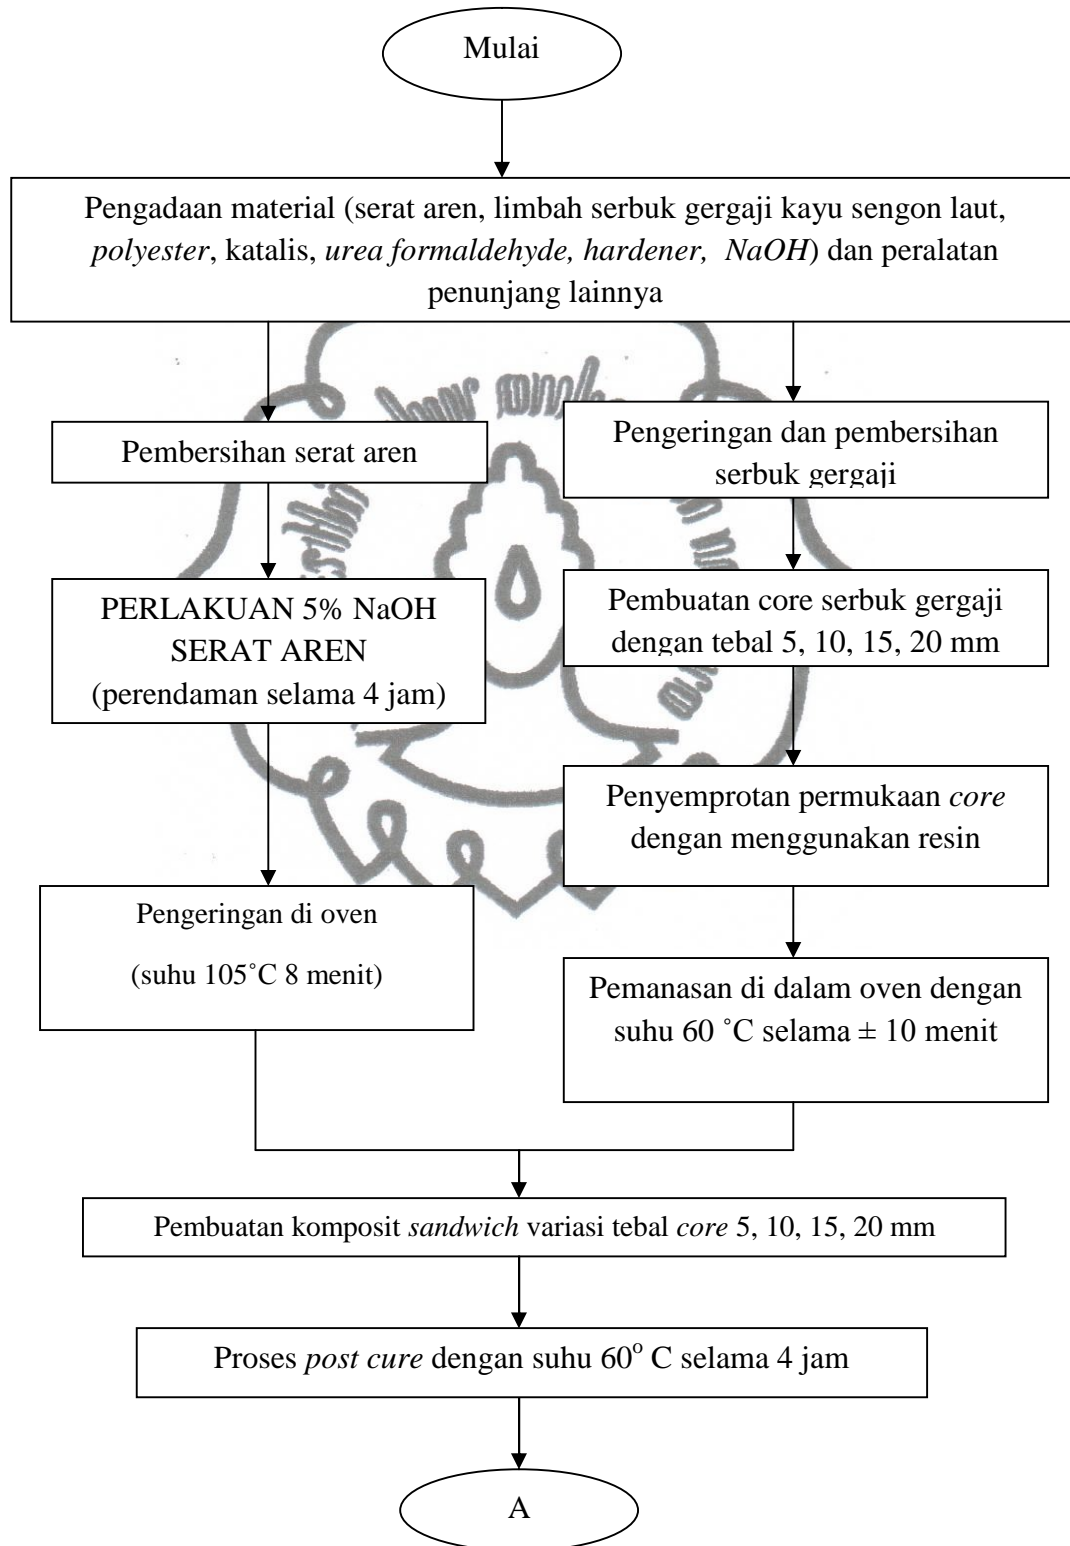 Mulai
Pengadaan material (serat aren, limbah serbuk gergaji kayu sengon laut,
polyester, katalis, urea formaldehyde, hardener, NaOH) dan peralatan
penunjang lainnya
Pembersihan serat aren
PERLAKUAN 5% NaOH
SERAT AREN
(perendaman selama 4 jam)
Pengeringan di oven
(suhu 105˚C 8 menit)
Pengeringan dan pembersihan
serbuk gergaji
Pembuatan core serbuk gergaji
dengan tebal 5, 10, 15, 20 mm
Penyemprotan permukaan core
dengan menggunakan resin
Pemanasan di dalam oven dengan
suhu 60 ˚C selama ± 10 menit
Pembuatan komposit sandwich variasi tebal core 5, 10, 15, 20 mm
Proses post cure dengan suhu 60° C selama 4 jam
A